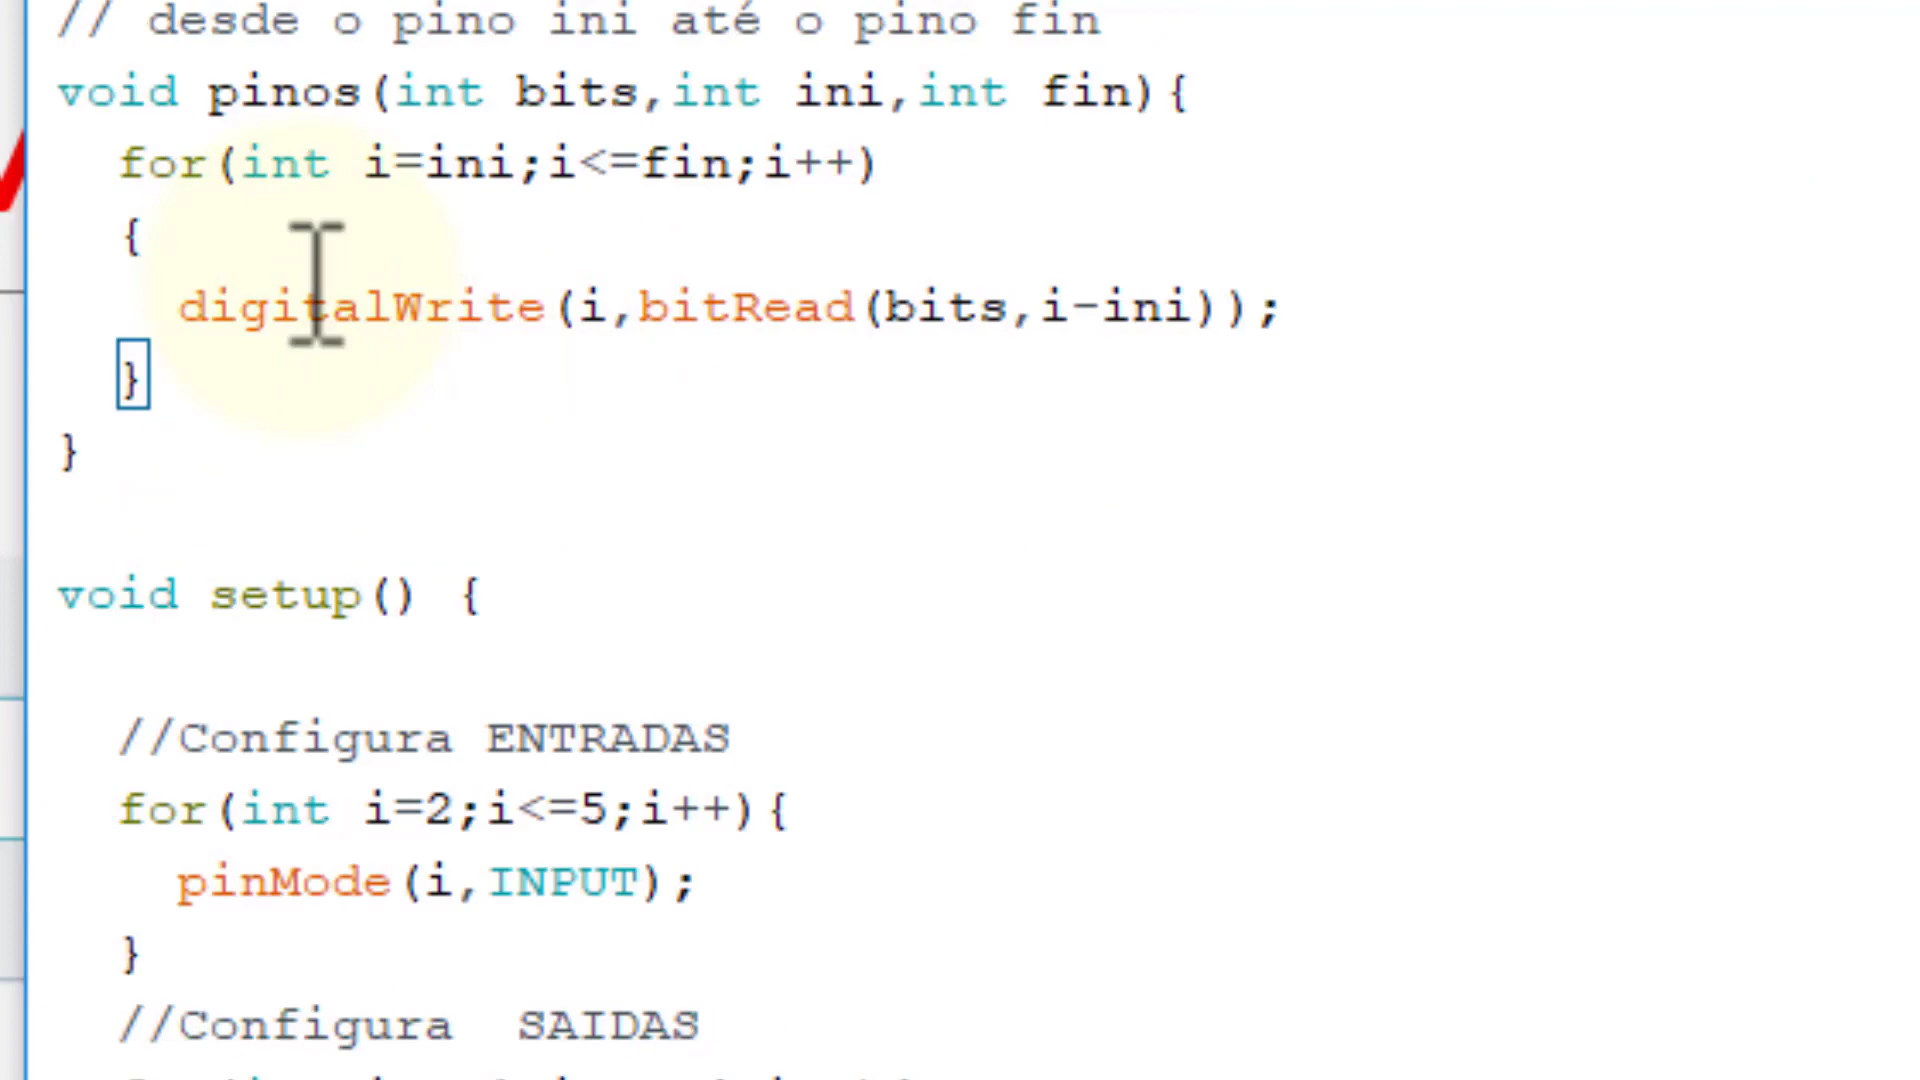 // desde o pino ini até o pino fin
void pinos(int bits,int ini,int fin){
for(int i=ini;i<=fin;i++)
{
digitalWrite(i,bitRead(bits,i-ini));
}
}
void setup() {
//Configura ENTRADAS
for(int i=2;i<=5;i++){
pinMode(i,INPUT);
}
//Configura  SAIDAS